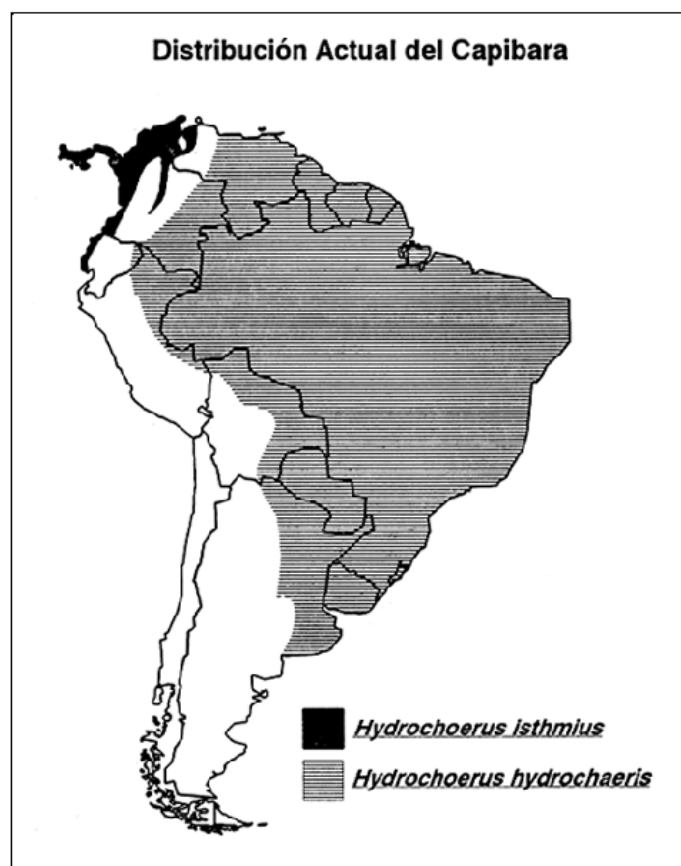 Distribución Actual del Capibara
Hydrochoerus isthmius
Hydrochoerus hydrochaeris